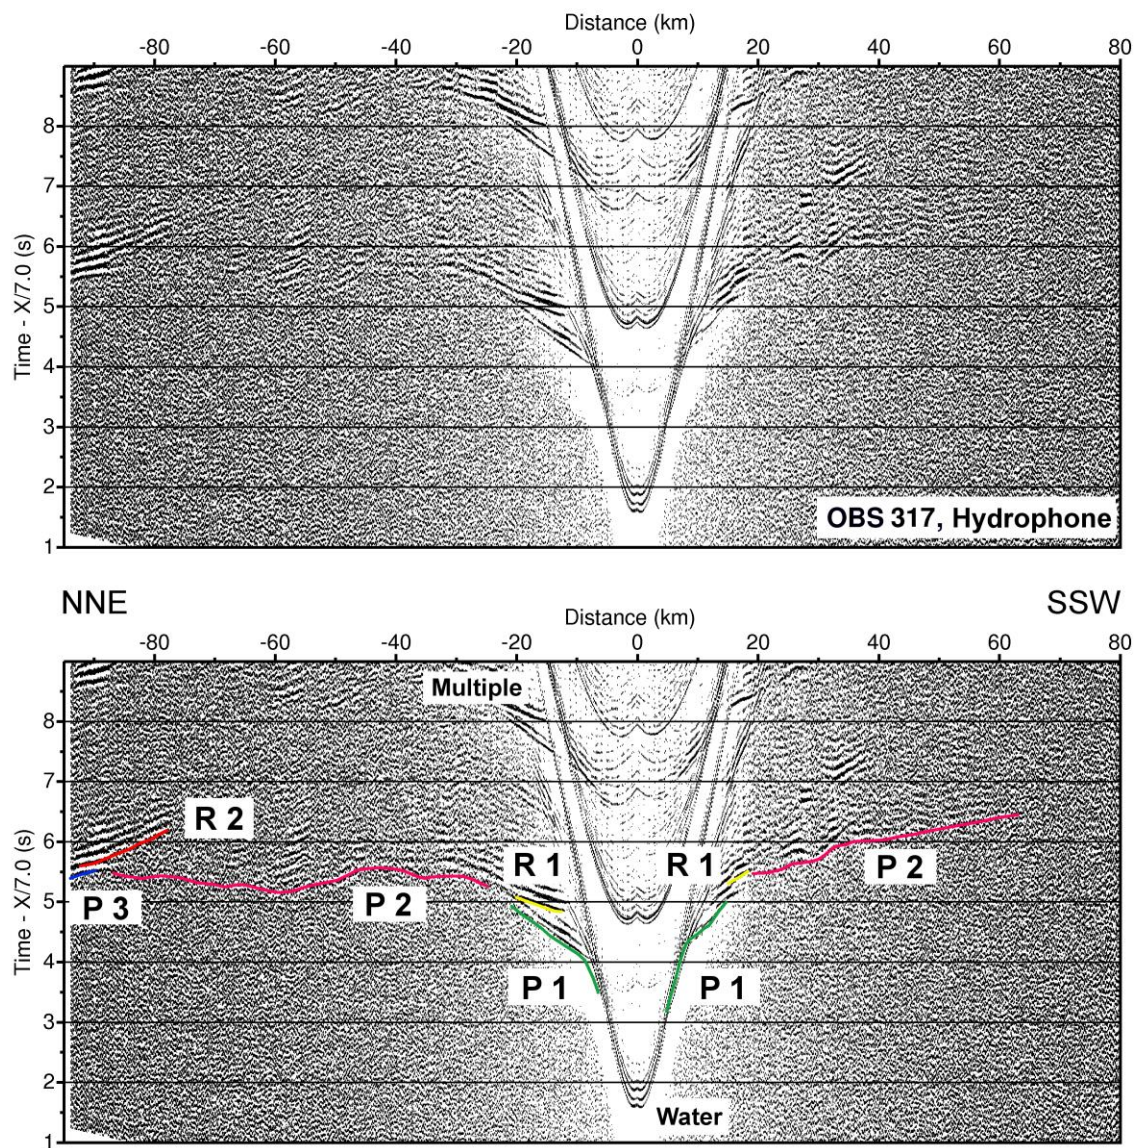 Distance (km)
-80 -60 -40 -20 0 20 40 60 80
8
7
6
5
4
3
2
1
Time - X/7.0 (s)
OBS 317, Hydrophone
NNE SSW
Distance (km)
-80 -60 -40 -20 0 20 40 60 80
Multiple
8
7
R 2
6
R 1 R 1
P 2
P 3 P 2
5
P 1 P 1
4
3
2
Water
1
Time - X/7.0 (s)